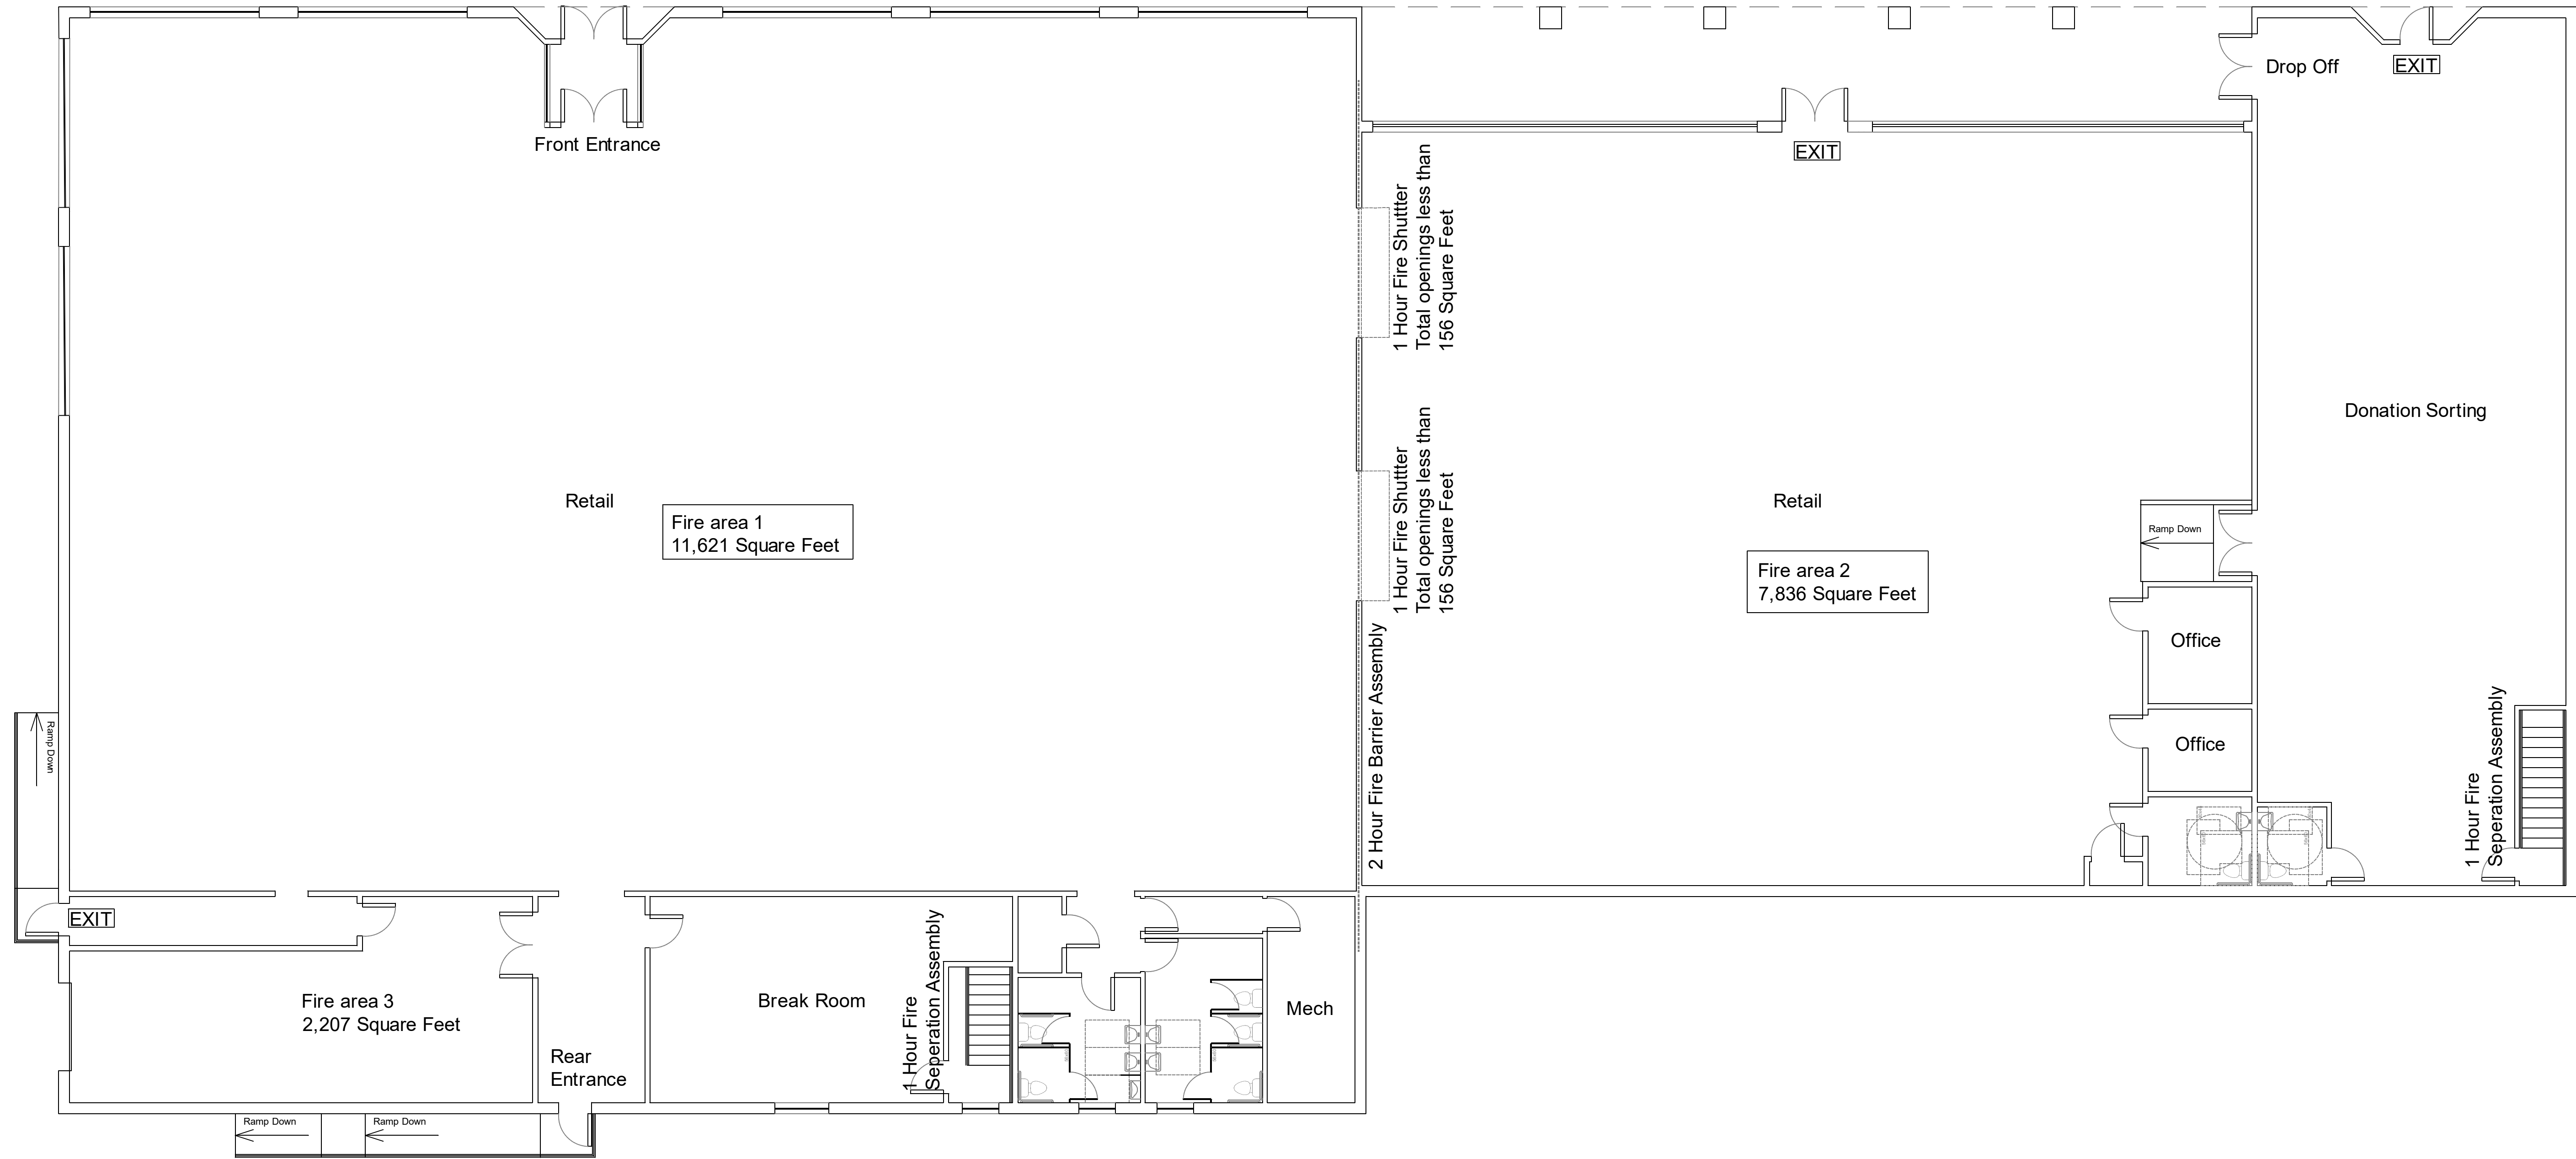 Drop Off
EXIT
Front Entrance
EXIT
1 Hour Fire Shuttter
Total openings less than
156 Square Feet
Donation Sorting
1 Hour Fire Shuttter
Total openings less than
156 Square Feet
Retail
Fire area 1
11,621 Square Feet
Retail
Ramp Down
Fire area 2
7,836 Square Feet
Office
2 Hour Fire Barrier Assembly
Office
Ramp Down
1 Hour Fire
Seperation Assembly
EXIT
Fire area 3
2,207 Square Feet
Break Room
1 Hour Fire
Seperation Assembly
Mech
Rear
Entrance
Ramp Down
Ramp Down